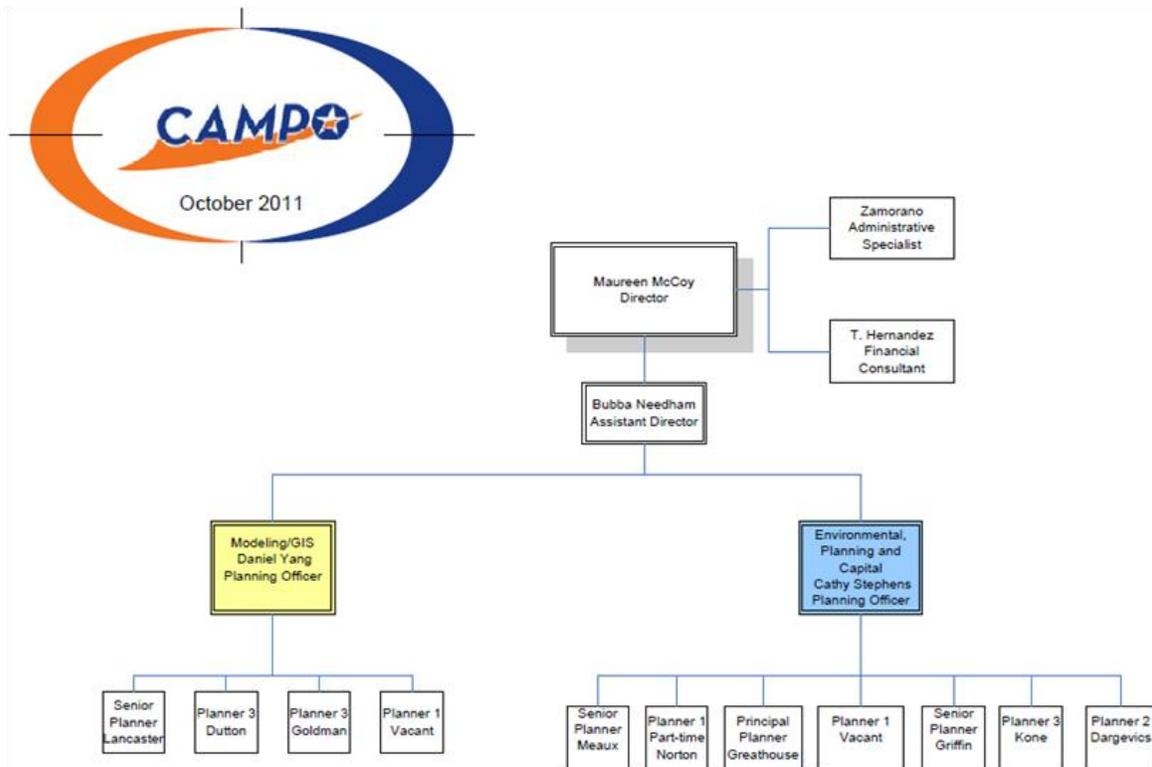 CAMPO
October 2011
Zamorano
Administrative
Specialist
Maureen McCoy
Director
T. Hernandez
Financial
Consultant
Bubba Needham
Assistant Director
Modeling/GIS
Daniel Yang
Planning Officer
Environmental,
Planning and
Capital
Cathy Stephens
Planning Officer
Senior
Planner
Lancaster
Planner 3
Dutton
Planner 3
Goldman
Planner 1
Vacant
Senior
Planner
Meaux
Planner 1
Part-time
Norton
Principal
Planner
Greathouse
Planner 1
Vacant
Senior
Planner
Griffin
Planner 3
Kone
Planner 2
Dargevics